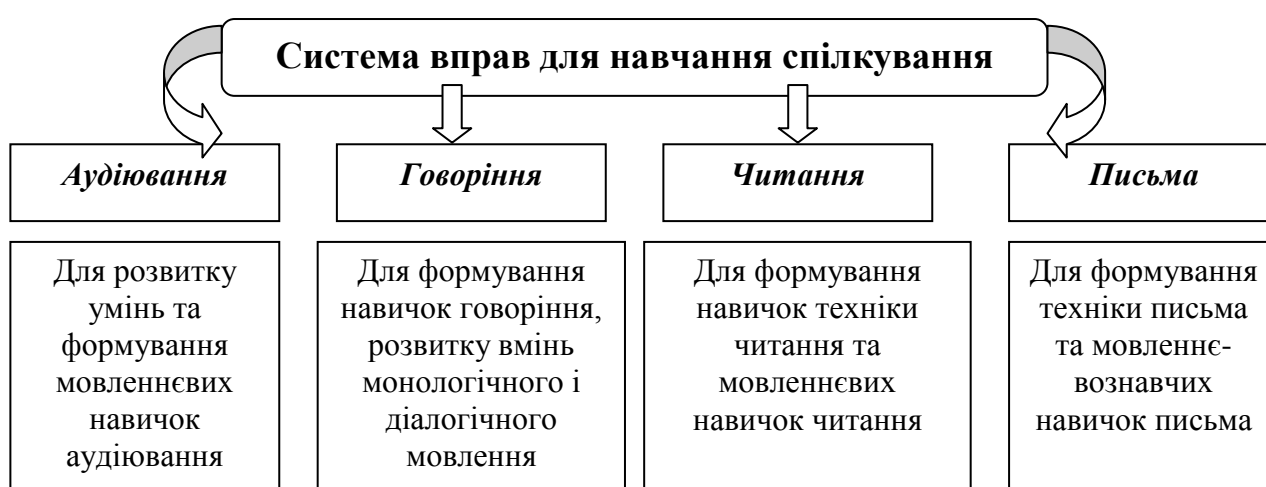 Система вправ для навчання спілкування
Аудіювання
Говоріння
Читання
Письма
Для розвитку
умінь та
формування
мовленнєвих
навичок
аудіювання
Для формування
навичок говоріння,
розвитку вмінь
монологічного і
діалогічного
мовлення
Для формування
навичок техніки
читання та
мовленнєвих
навичок читання
Для формування
техніки письма
та мовленнє-
вознавчих
навичок письма